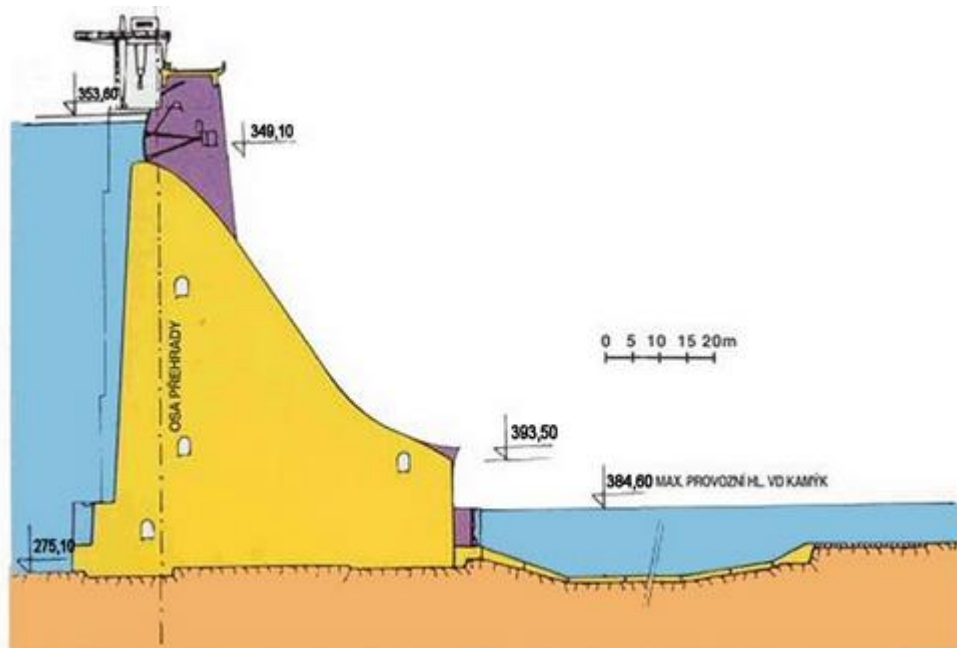 353,60
349,10
OSA PŘEHRADY
0 5 10 15 20m
393,50
384,60 MAX. PROVOZNÍ HL. VD KAMÝK
275,10